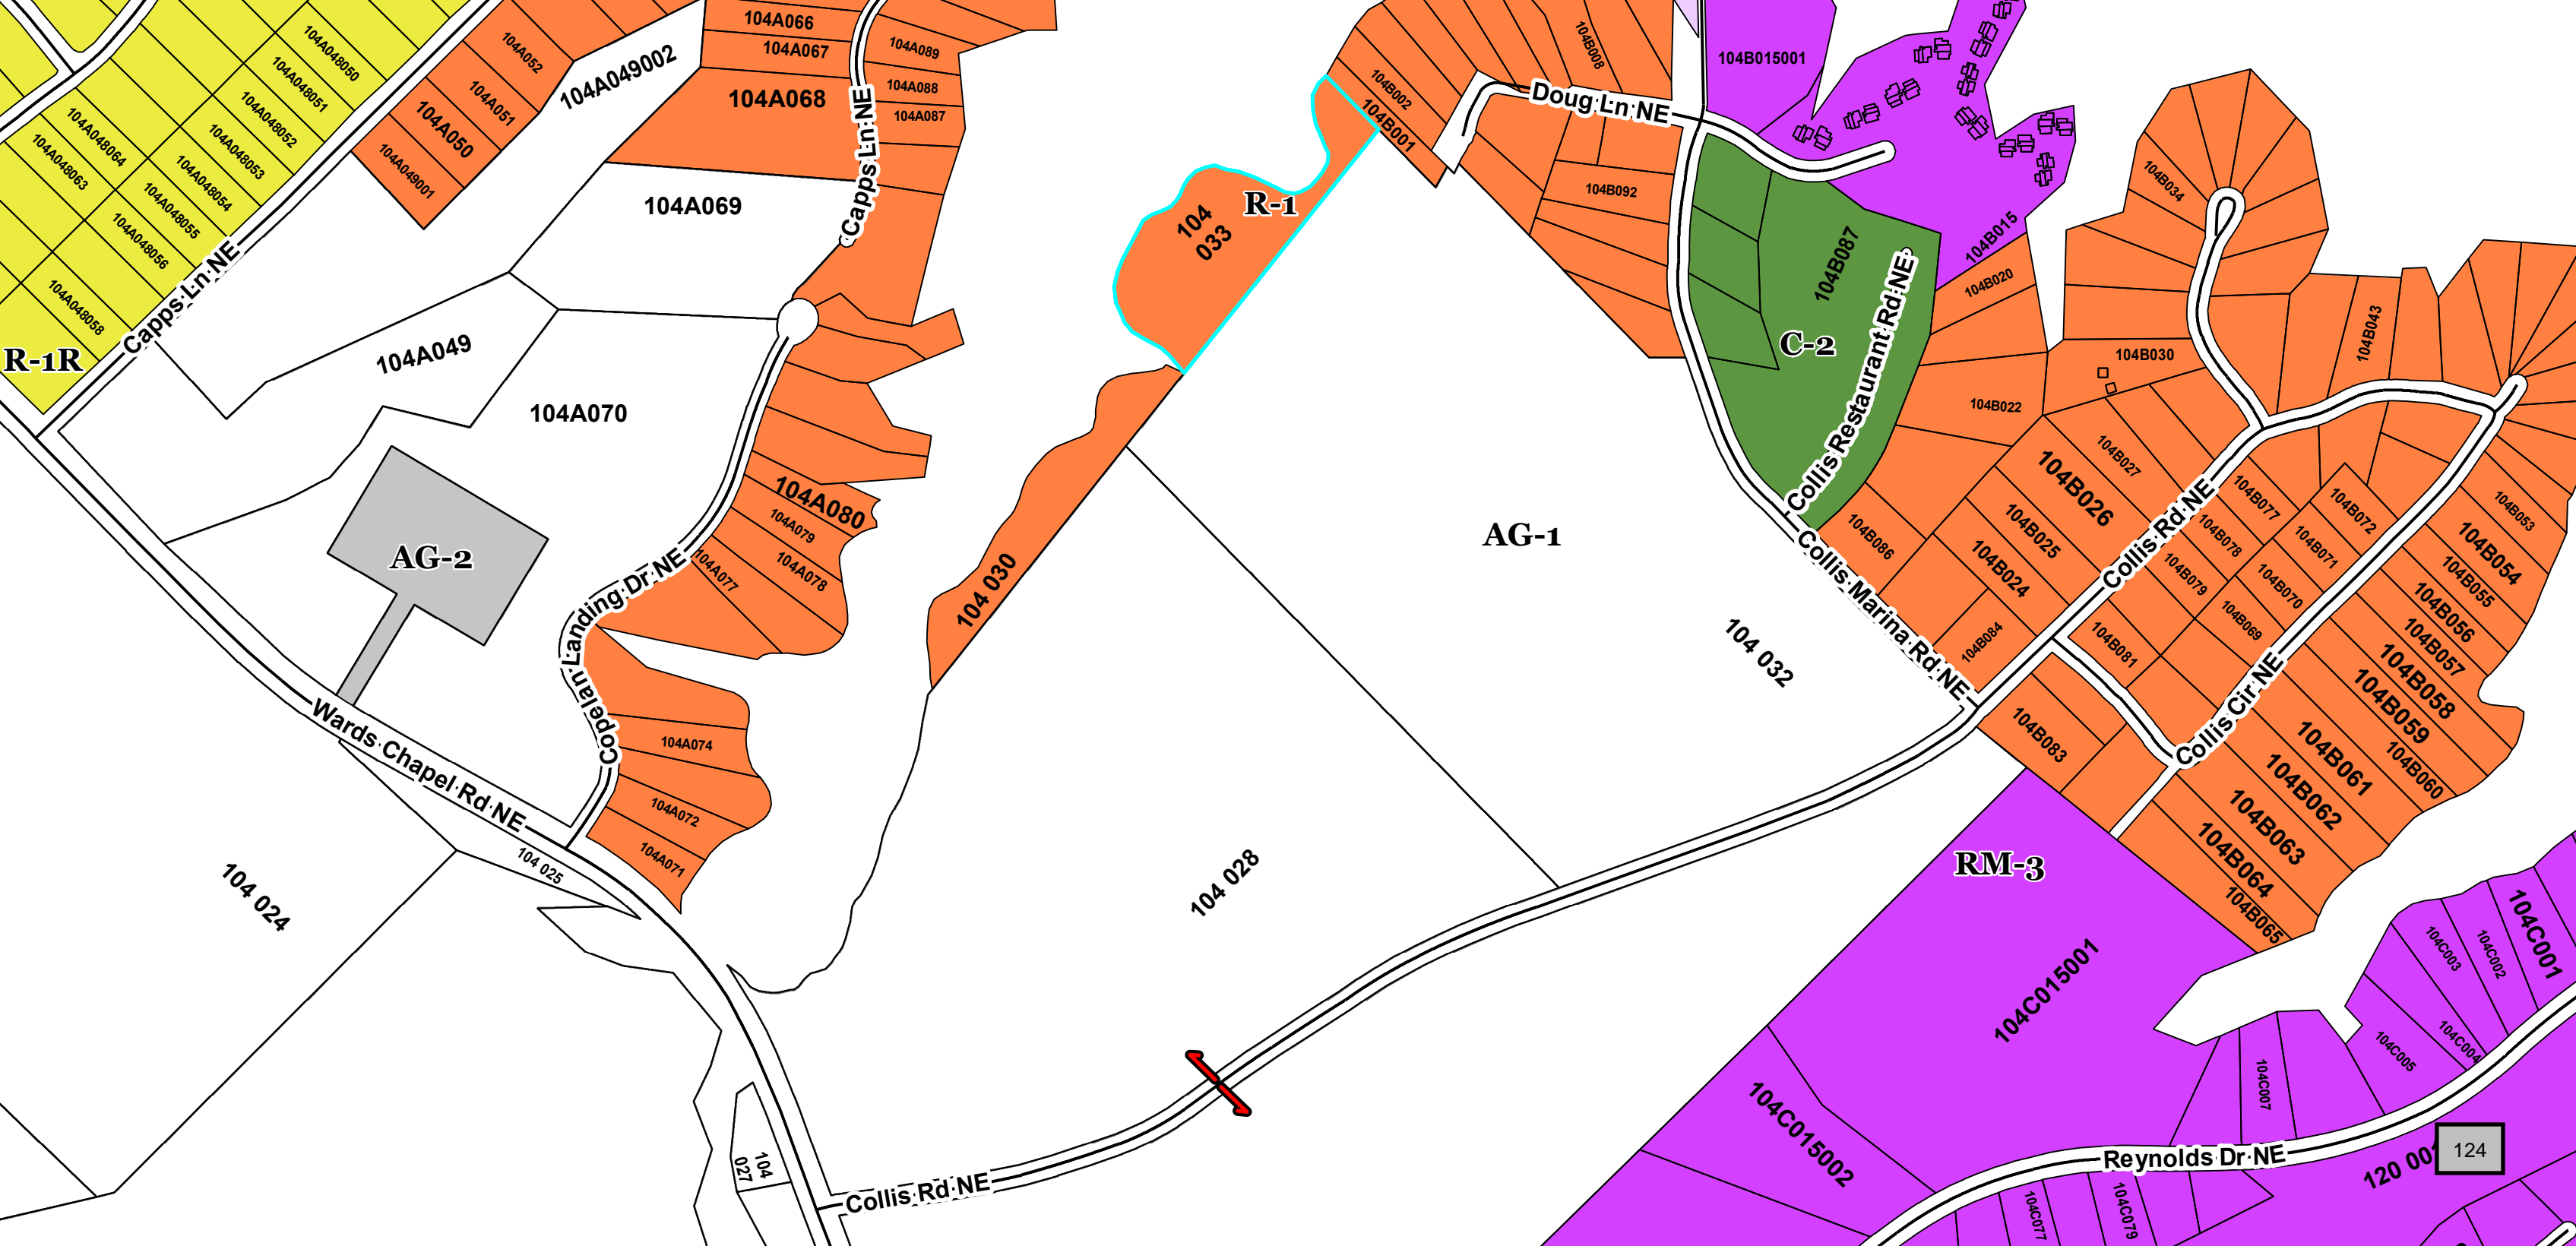 104A048050
104A048051
104A048052
104A048053
104A048054
104A048055
104A048056
104A048058
104A048064
104A048063
R-1R
Capps Ln NE
104A052
104A051
104A050
104A049001
104A049002
104A066
104A067
104A068
104A069
104A089
104A088
104A087
Capps Ln NE
104A049
104A070
AG-2
104A080
104A079
104A078
104A077
Copelan Landing Dr NE
104A074
104A072
104A071
Wards Chapel Rd NE
104 025
104 024
104
027
104
033
R-1
104 030
104 028
104 032
AG-1
Collis Rd NE
104B008
104B002
104B001
Doug Ln NE
104B092
104B015001
104B015
104B087
C-2
Collis Restaurant Rd NE
Collis Marina Rd NE
104B020
104B022
104B034
104B030
104B043
104B027
104B026
104B025
104B024
104B086
104B084
Collis Rd NE
104B077
104B078
104B079
104B081
104B072
104B071
104B070
104B069
104B053
104B054
104B055
104B056
104B057
104B058
104B059
104B060
104B061
104B062
104B063
104B064
104B065
104B083
Collis Cir NE
RM-3
104C015001
104C015002
104C001
104C002
104C003
104C004
104C005
104C007
Reynolds Dr NE
124
104C077
104C079